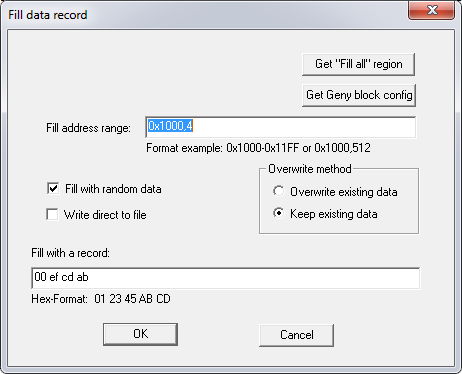 Fill data record
Get "Fill all" region
Get Geny block config
Fill address range: 0x1000,4
Format example: 0x1000-0x11FF or 0x1000,512
Overwrite method
Fill with random data
Overwrite existing data
Write direct to file
Keep existing data
Fill with a record:
00 ef cd ab
Hex-Format: 01 23 45 AB CD
OK
Cancel